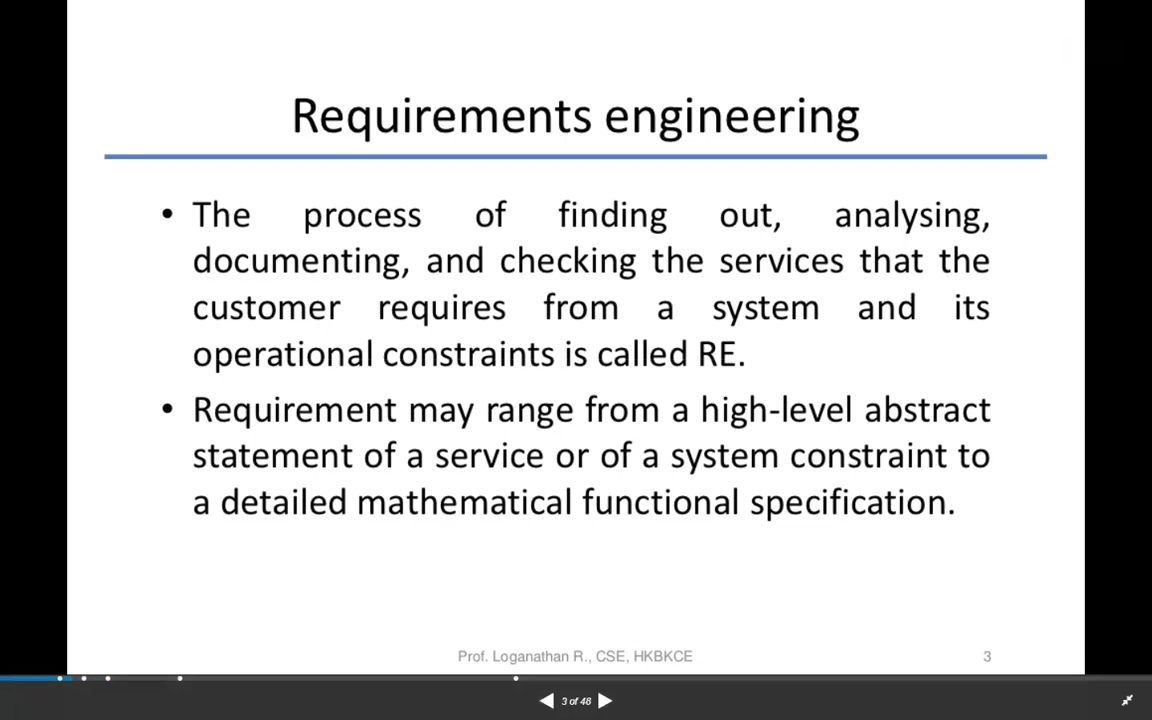 Requirements engineering
• The process of finding out, analysing,
documenting, and checking the services that the
customer requires from a system and its
operational constraints is called RE.
• Requirement may range from a high-level abstract
statement of a service or of a system constraint to
a detailed mathematical functional specification.
Prof. Loganathan R., CSE, HKBKCE
3
3 of 48